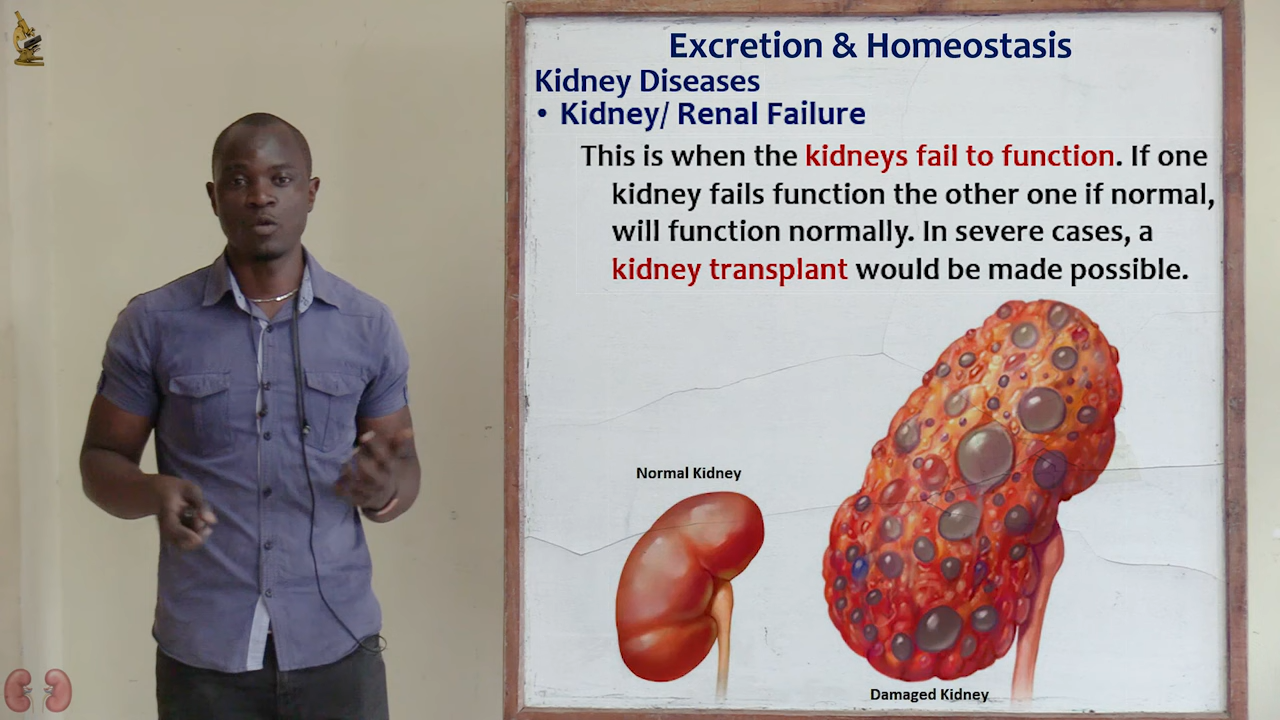 Excretion & Homeostasis
Kidney Diseases
• Kidney/ Renal Failure
This is when the kidneys fail to function. If one
kidney fails function the other one if normal,
will function normally. In severe cases, a
kidney transplant would be made possible.
Normal Kidney
Damaged Kidney